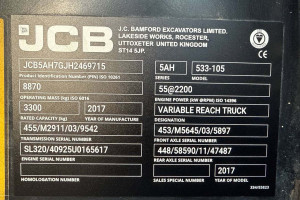 JCB
J.C. BAMFORD EXCAVATORS LIMITED.
LAKESIDE WORKS, ROCESTER,
UTTOXETER UNITED KINGDOM
ST14 5JP.
JCB5AH7GJH2469715
Product Identification Number (PIN) ISO 10261
5AH
SERIES
533-105
MODEL
8870
OPERATING MASS (kg) ISO 6016
55@2200
ENGINE POWER (kW @RPM) ISO 14396
3300
RATED CAPACITY (kg)
2017
YEAR OF MANUFACTURE
VARIABLE REACH TRUCK
DESIGNATION
455/M2911/03/9542
TRANSMISSION SERIAL NUMBER
453/M5645/03/5897
FRONT AXLE SERIAL NUMBER
SL320/40925U0165617
ENGINE SERIAL NUMBER
448/58590/11/47487
REAR AXLE SERIAL NUMBER
HOMOLOGATION NUMBER
SALES SPECIAL NUMBER
2017
MODEL YEAR